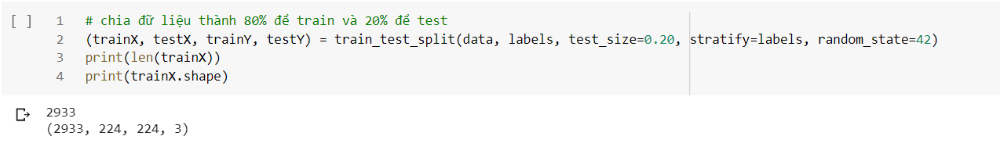 [ ] 1 # chia đữ liệu thành 80% để train và 20% để test
2 (trainX, testX, trainY, testY) = train_test_split(data, labels, test_size=0.20, stratify=labels, random_state=42)
3 print(len(trainX))
4 print(trainX.shape)
2933
(2933, 224, 224, 3)